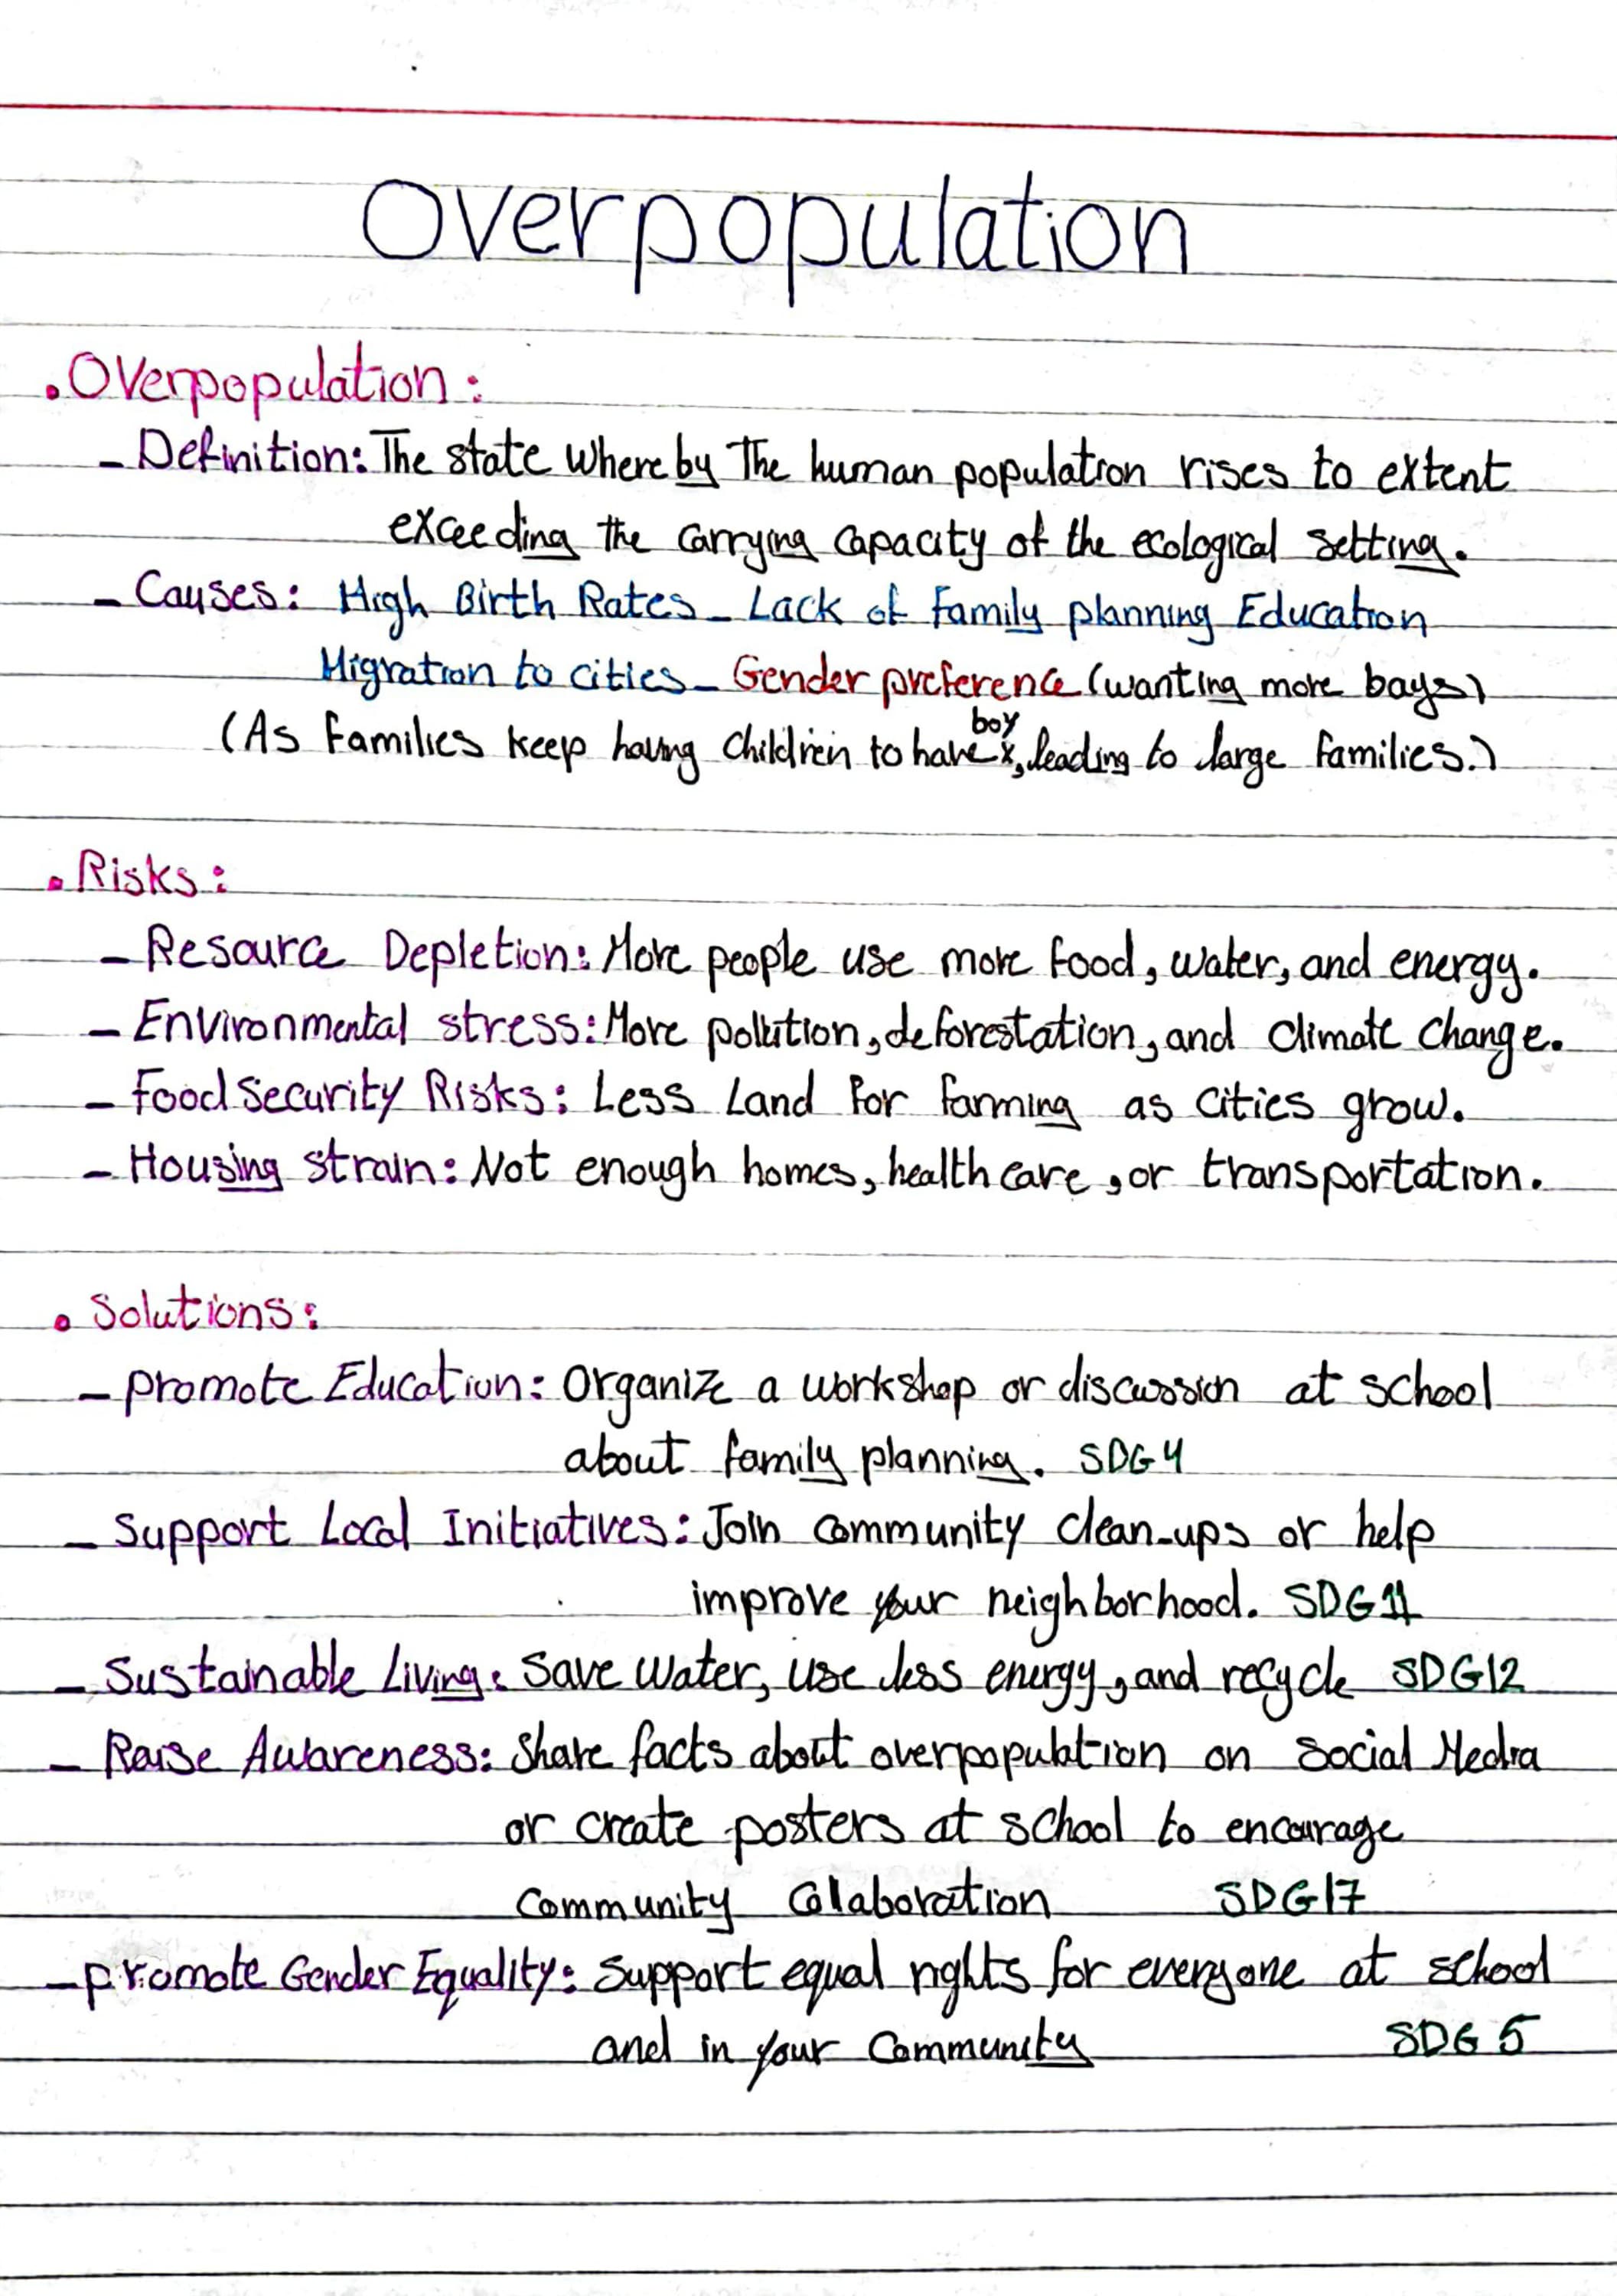 Overpopulation
• Overpopulation:
- Definition: The state whereby The human population rises to extent
exceeding the carrying capacity of the ecological setting.
- Causes: High Birth Rates - Lack of family planning Education
Migration to cities - Gender preference (wanting more boys)
boy
(As families keep having children to have x, leading to large families.)
• Risks:
- Resource Depletion: More people use more food, water, and energy.
- Environmental stress: More pollution, deforestation, and climate change.
- Food security Risks: Less Land for farming as cities grow.
- Housing strain: Not enough homes, healthcare, or transportation.
• Solutions:
- promote Education: Organize a workshop or discussion at school
about family planning. SDG 4
- Support Local Initiatives: Join community clean-ups or help
improve your neighborhood. SDG 11
- Sustainable Living: Save water, use less energy, and recycle SDG12
- Raise Awareness: Share facts about overpopulation on Social Media
or create posters at school to encourage
Community Colaboration SDG17
- promote Gender Equality: Support equal rights for everyone at school
and in your Community SDG 5